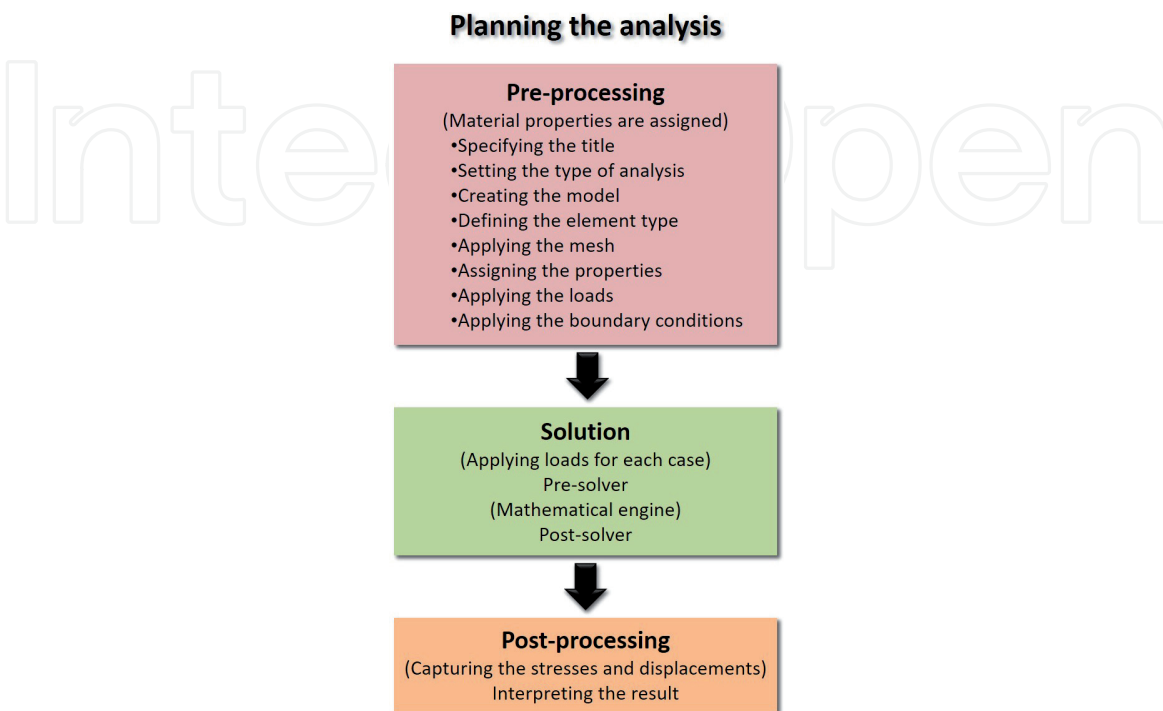 Planning the analysis
Pre-processing
(Material properties are assigned)
•Specifying the title
•Setting the type of analysis
•Creating the model
•Defining the element type
•Applying the mesh
•Assigning the properties
•Applying the loads
•Applying the boundary conditions
Solution
(Applying loads for each case)
Pre-solver
(Mathematical engine)
Post-solver
Post-processing
(Capturing the stresses and displacements)
Interpreting the result